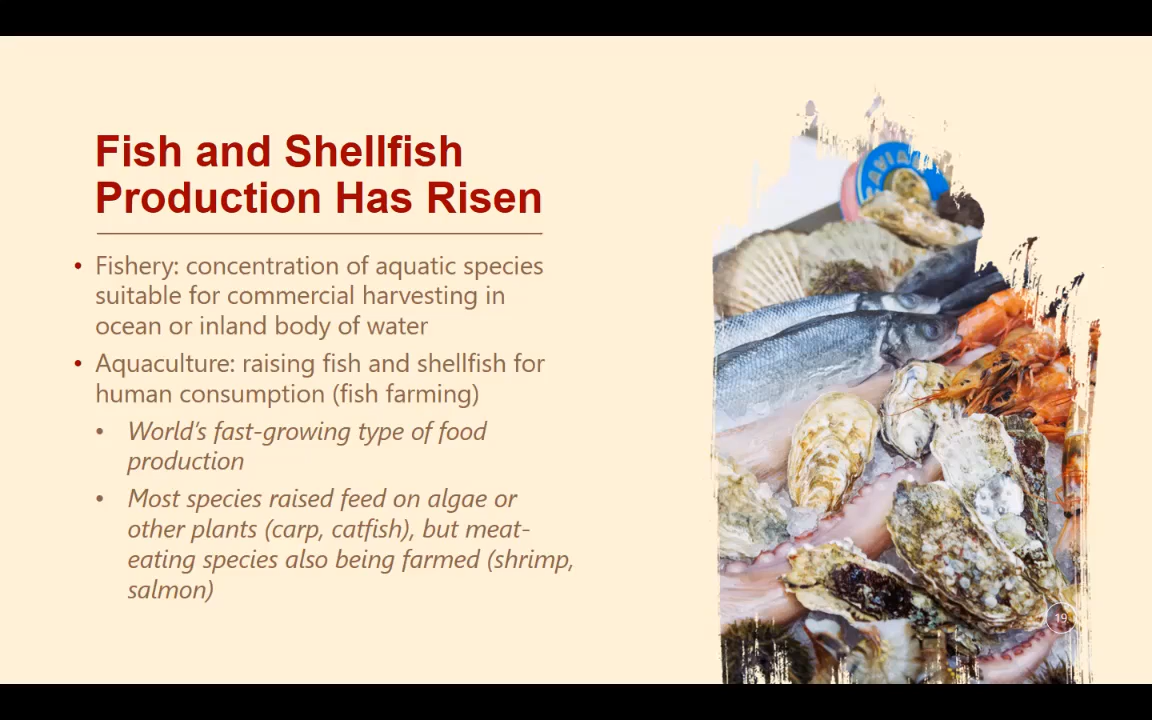 Fish and Shellfish
Production Has Risen
• Fishery: concentration of aquatic species
suitable for commercial harvesting in
ocean or inland body of water
• Aquaculture: raising fish and shellfish for
human consumption (fish farming)
• World's fast-growing type of food
production
• Most species raised feed on algae or
other plants (carp, catfish), but meat-
eating species also being farmed (shrimp,
salmon)
19